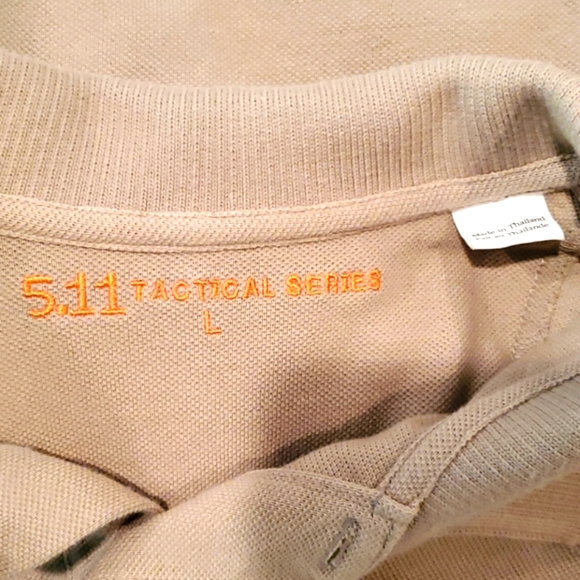 5.11 TACTICAL SERIES
L
Made in Thailand